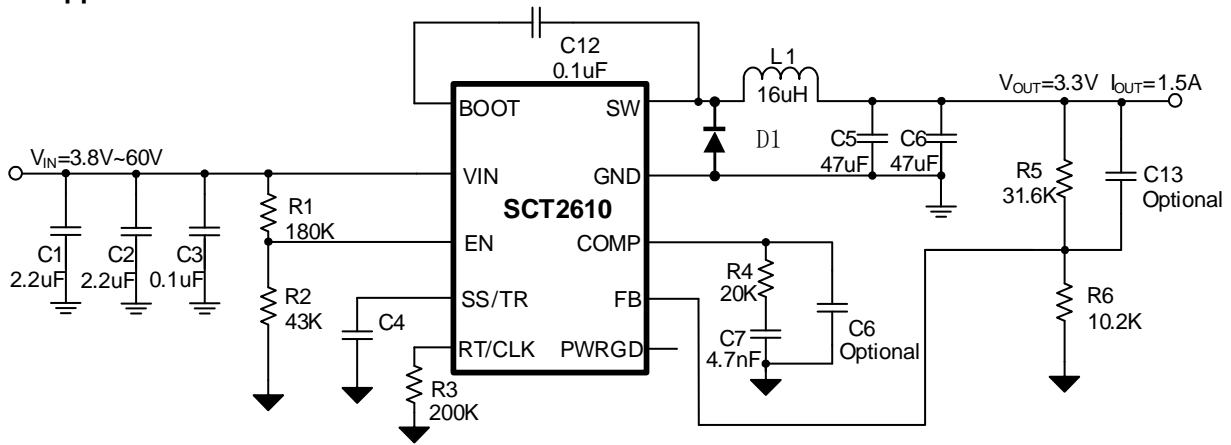 C12
0.1uF
L1
16uH
VOUT=3.3V IOUT=1.5A
BOOT
SW
D1
C5
47uF
C6
47uF
R5
31.6K
C13
Optional
VIN=3.8V~60V
VIN
GND
SCT2610
R1
180K
C1
2.2uF
C2
2.2uF
C3
0.1uF
EN
COMP
R4
20K
R2
43K
SS/TR
FB
C4
R6
10.2K
C7
4.7nF
C6
Optional
RT/CLK
PWRGD
R3
200K